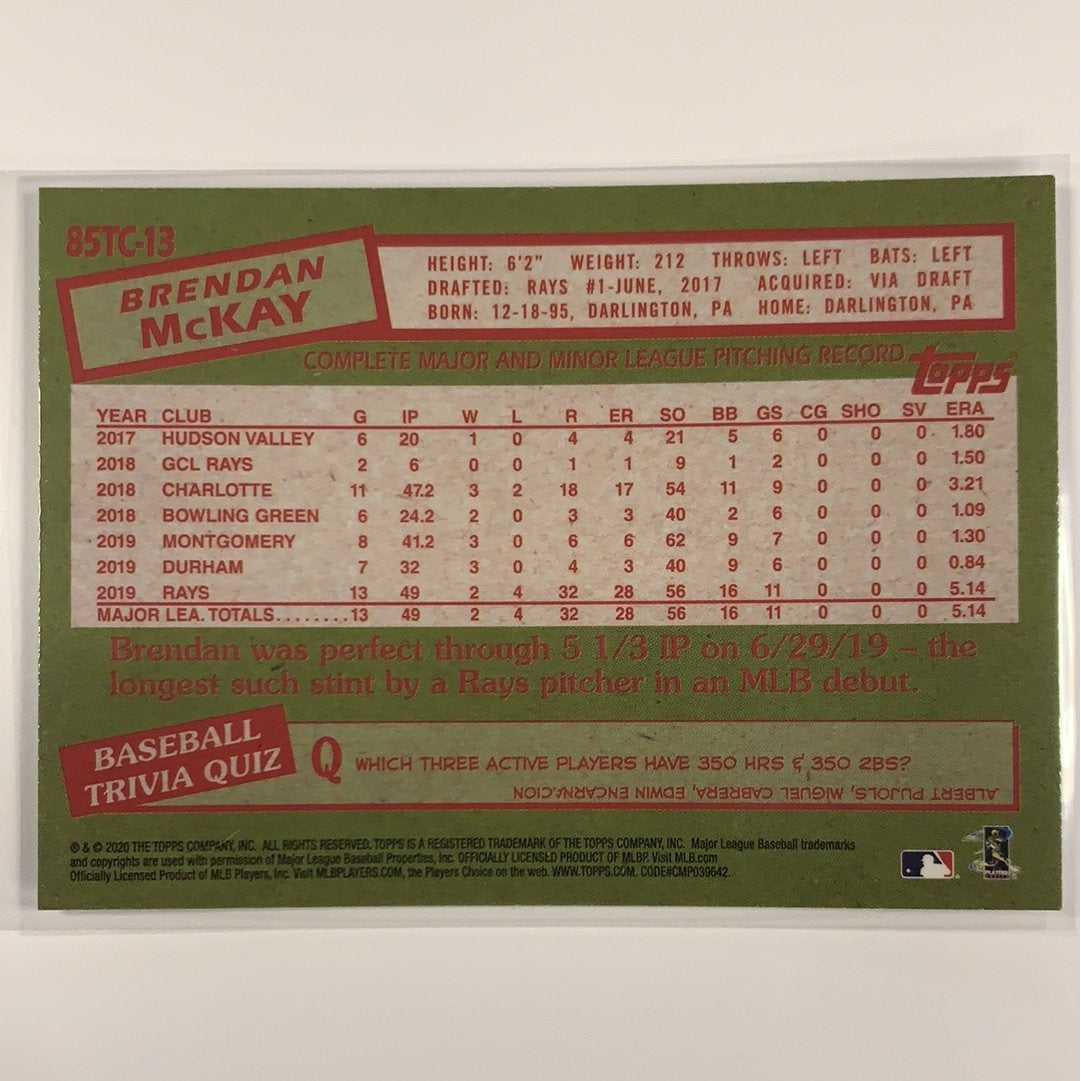 85TC-13
BRENDAN
McKAY
HEIGHT: 6'2" WEIGHT: 212 THROWS: LEFT BATS: LEFT
DRAFTED: RAYS #1-JUNE, 2017 ACQUIRED: VIA DRAFT
BORN: 12-18-95, DARLINGTON, PA HOME: DARLINGTON, PA
COMPLETE MAJOR AND MINOR LEAGUE PITCHING RECORD
topps
YEAR CLUB G IP W L R ER SO BB GS CG SHO SV ERA
2017 HUDSON VALLEY 6 20 1 0 4 4 21 5 6 0 0 0 1.80
2018 GCL RAYS 2 6 0 0 1 1 9 1 2 0 0 0 1.50
2018 CHARLOTTE 11 47.2 3 2 18 17 54 11 9 0 0 0 3.21
2018 BOWLING GREEN 6 24.2 2 0 3 3 40 2 6 0 0 0 1.09
2019 MONTGOMERY 8 41.2 3 0 6 6 62 9 7 0 0 0 1.30
2019 DURHAM 7 32 3 0 4 3 40 9 6 0 0 0 0.84
2019 RAYS 13 49 2 4 32 28 56 16 11 0 0 0 5.14
MAJOR LEA. TOTALS........13 49 2 4 32 28 56 16 11 0 0 0 5.14
Brendan was perfect through 5 1/3 IP on 6/29/19 – the
longest such stint by a Rays pitcher in an MLB debut.
BASEBALL
TRIVIA QUIZ
Q WHICH THREE ACTIVE PLAYERS HAVE 350 HRS & 350 2BS?
ALBERT PUJOLS, MIGUEL CABRERA, EDWIN ENCARNACION
® & © 2020 THE TOPPS COMPANY, INC. ALL RIGHTS RESERVED. TOPPS IS A REGISTERED TRADEMARK OF THE TOPPS COMPANY, INC. Major League Baseball trademarks
and copyrights are used with permission of Major League Baseball Properties, Inc. OFFICIALLY LICENSED PRODUCT OF MLBP. Visit MLB.com
Officially Licensed Product of MLB Players, Inc. Visit MLBPLAYERS.COM, the Players Choice on the web. WWW.TOPPS.COM. CODE#CMP039642.